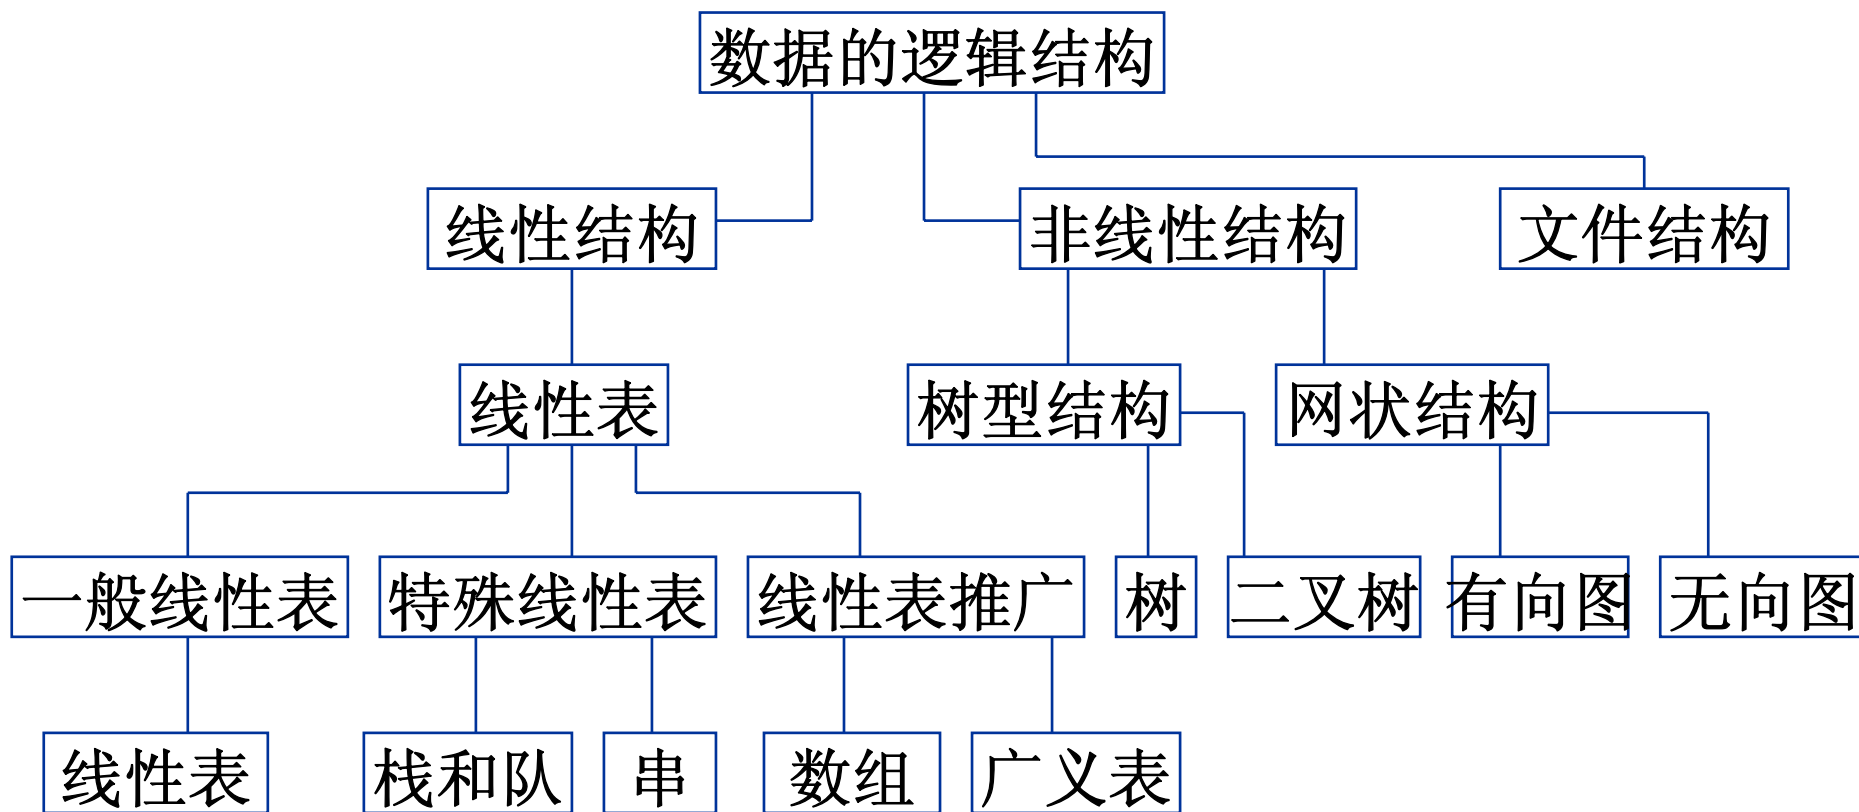 数据的逻辑结构
线性结构
非线性结构
文件结构
线性表
树型结构
网状结构
一般线性表
特殊线性表
线性表推广
树
二叉树
有向图
无向图
线性表
栈和队
串
数组
广义表